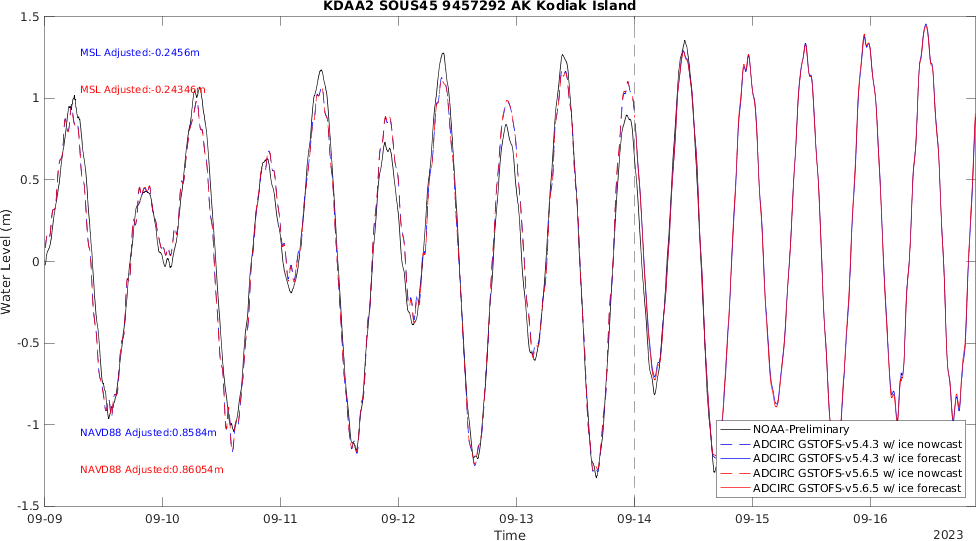 KDAA2 SOUS45 9457292 AK Kodiak Island
1.5
1
0.5
0
-0.5
-1
-1.5
Water Level (m)
MSL Adjusted:-0.2456m
MSL Adjusted:-0.24346m
NAVD88 Adjusted:0.8584m
NAVD88 Adjusted:0.86054m
NOAA-Preliminary
ADCIRC GSTOFS-v5.4.3 w/ ice nowcast
ADCIRC GSTOFS-v5.4.3 w/ ice forecast
ADCIRC GSTOFS-v5.6.5 w/ ice nowcast
ADCIRC GSTOFS-v5.6.5 w/ ice forecast
09-09 09-10 09-11 09-12 09-13 09-14 09-15 09-16
Time
2023